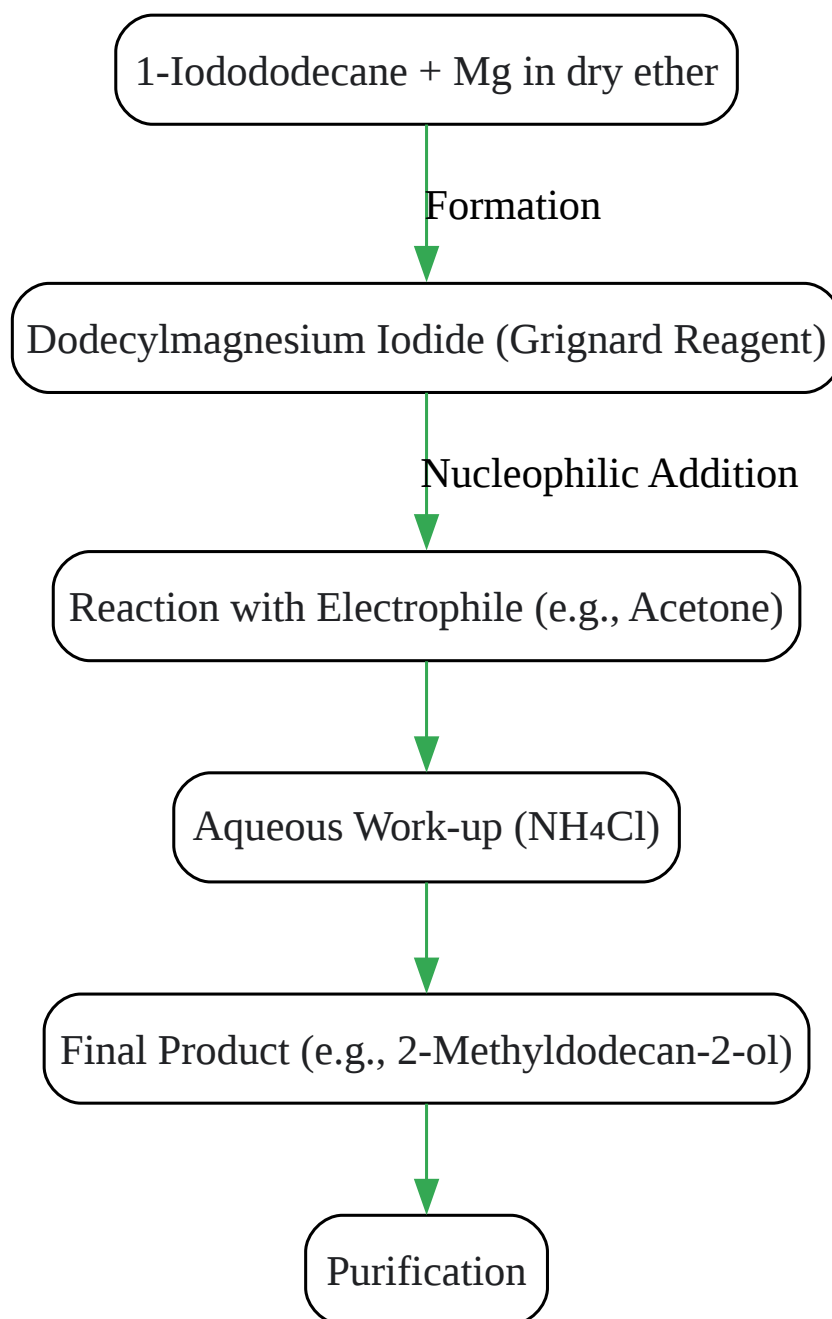 1-Iodododecane + Mg in dry ether
Formation
Dodecylmagnesium Iodide (Grignard Reagent)
Nucleophilic Addition
Reaction with Electrophile (e.g., Acetone)
Aqueous Work-up (NH₄Cl)
Final Product (e.g., 2-Methyldodecan-2-ol)
Purification